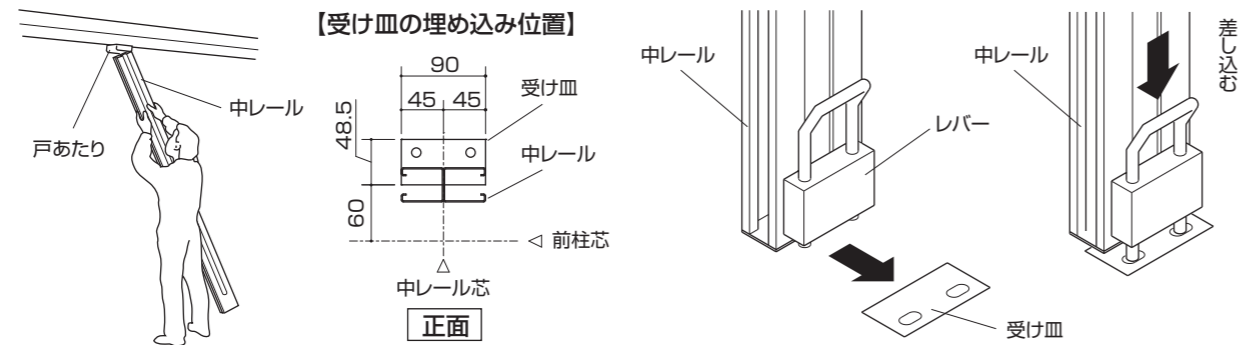 戸あたり
中レール
【受け皿の埋め込み位置】
90
45 45
48.5
60
受け皿
中レール
◁ 前柱芯
△
中レール芯
正面
中レール
レバー
受け皿
中レール
差し込む